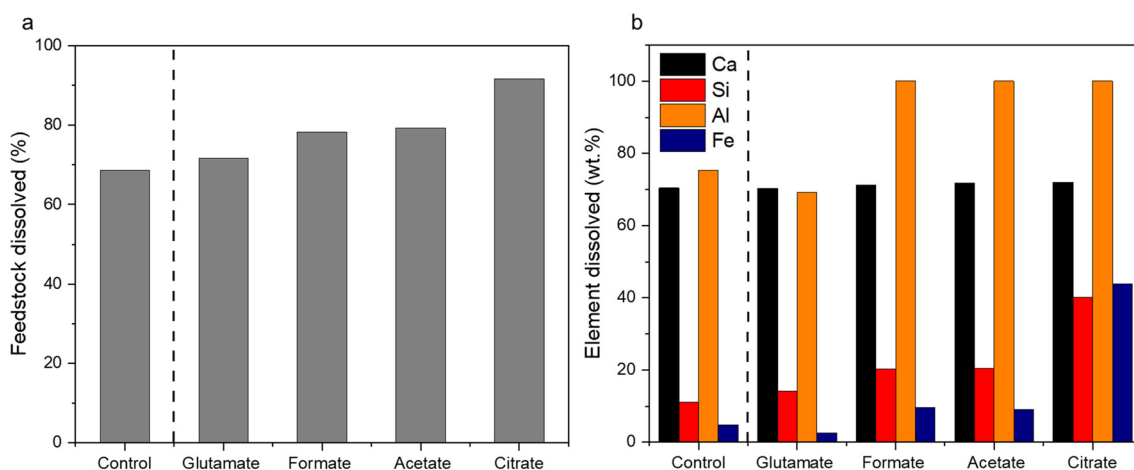 a
Feedstock dissolved (%)
100
80
60
40
20
0
Control Glutamate Formate Acetate Citrate
b
Element dissolved (wt.%)
100
80
60
40
20
0
Ca
Si
Al
Fe
Control Glutamate Formate Acetate Citrate